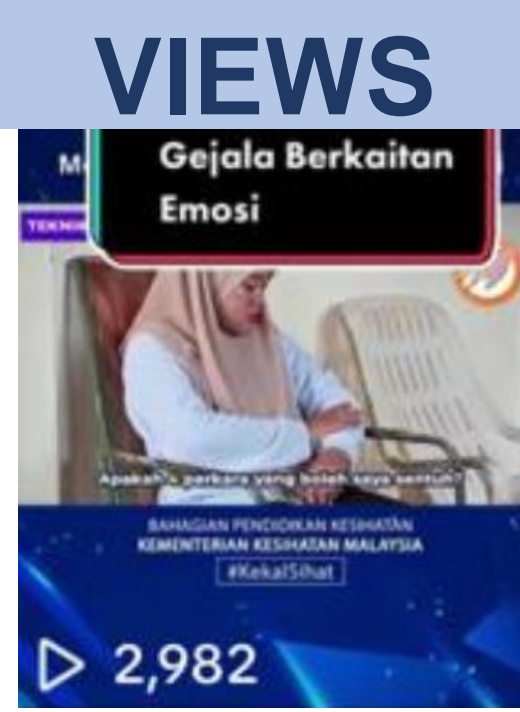 VIEWS
Gejala Berkaitan
Emosi
Apakah 4 perkara yang boleh saya sentuh?
BAHAGIAN PENDIDIKAN KESIHATAN
KEMENTERIAN KESIHATAN MALAYSIA
#KekalSihat
2,982